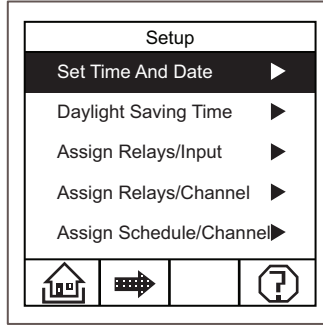 Setup
Set Time And Date
Daylight Saving Time
Assign Relays/Input
Assign Relays/Channel
Assign Schedule/Channel
?